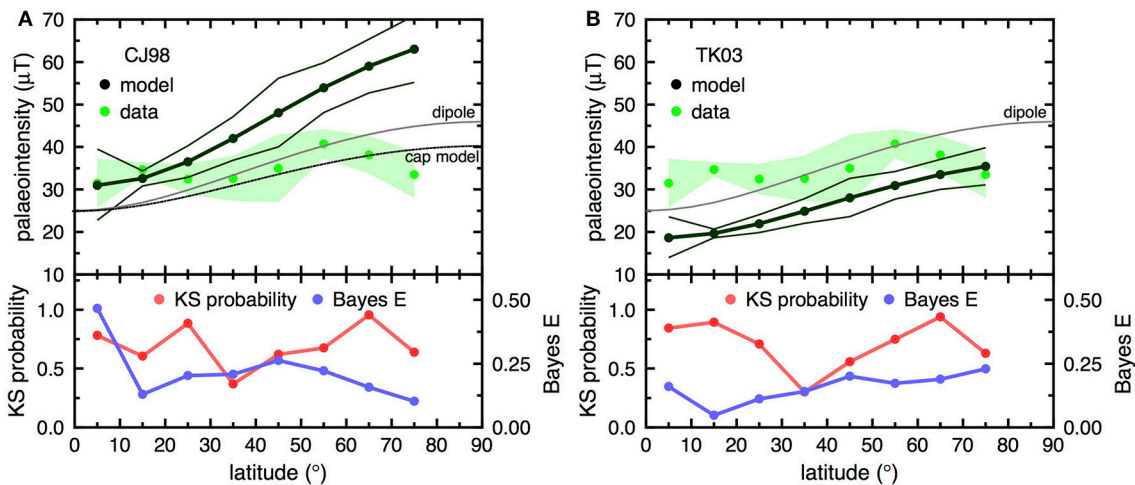 A
B
70
60
50
40
30
20
10
palaeointensity (µT)
CJ98
model
data
dipole
cap model
70
60
50
40
30
20
10
palaeointensity (µT)
TK03
model
data
dipole
1.0
0.5
0.0
KS probability
KS probability
Bayes E
0.50
0.25
0.00
Bayes E
1.0
0.5
0.0
KS probability
KS probability
Bayes E
0.50
0.25
0.00
Bayes E
0 10 20 30 40 50 60 70 80 90
latitude (°)
0 10 20 30 40 50 60 70 80 90
latitude (°)